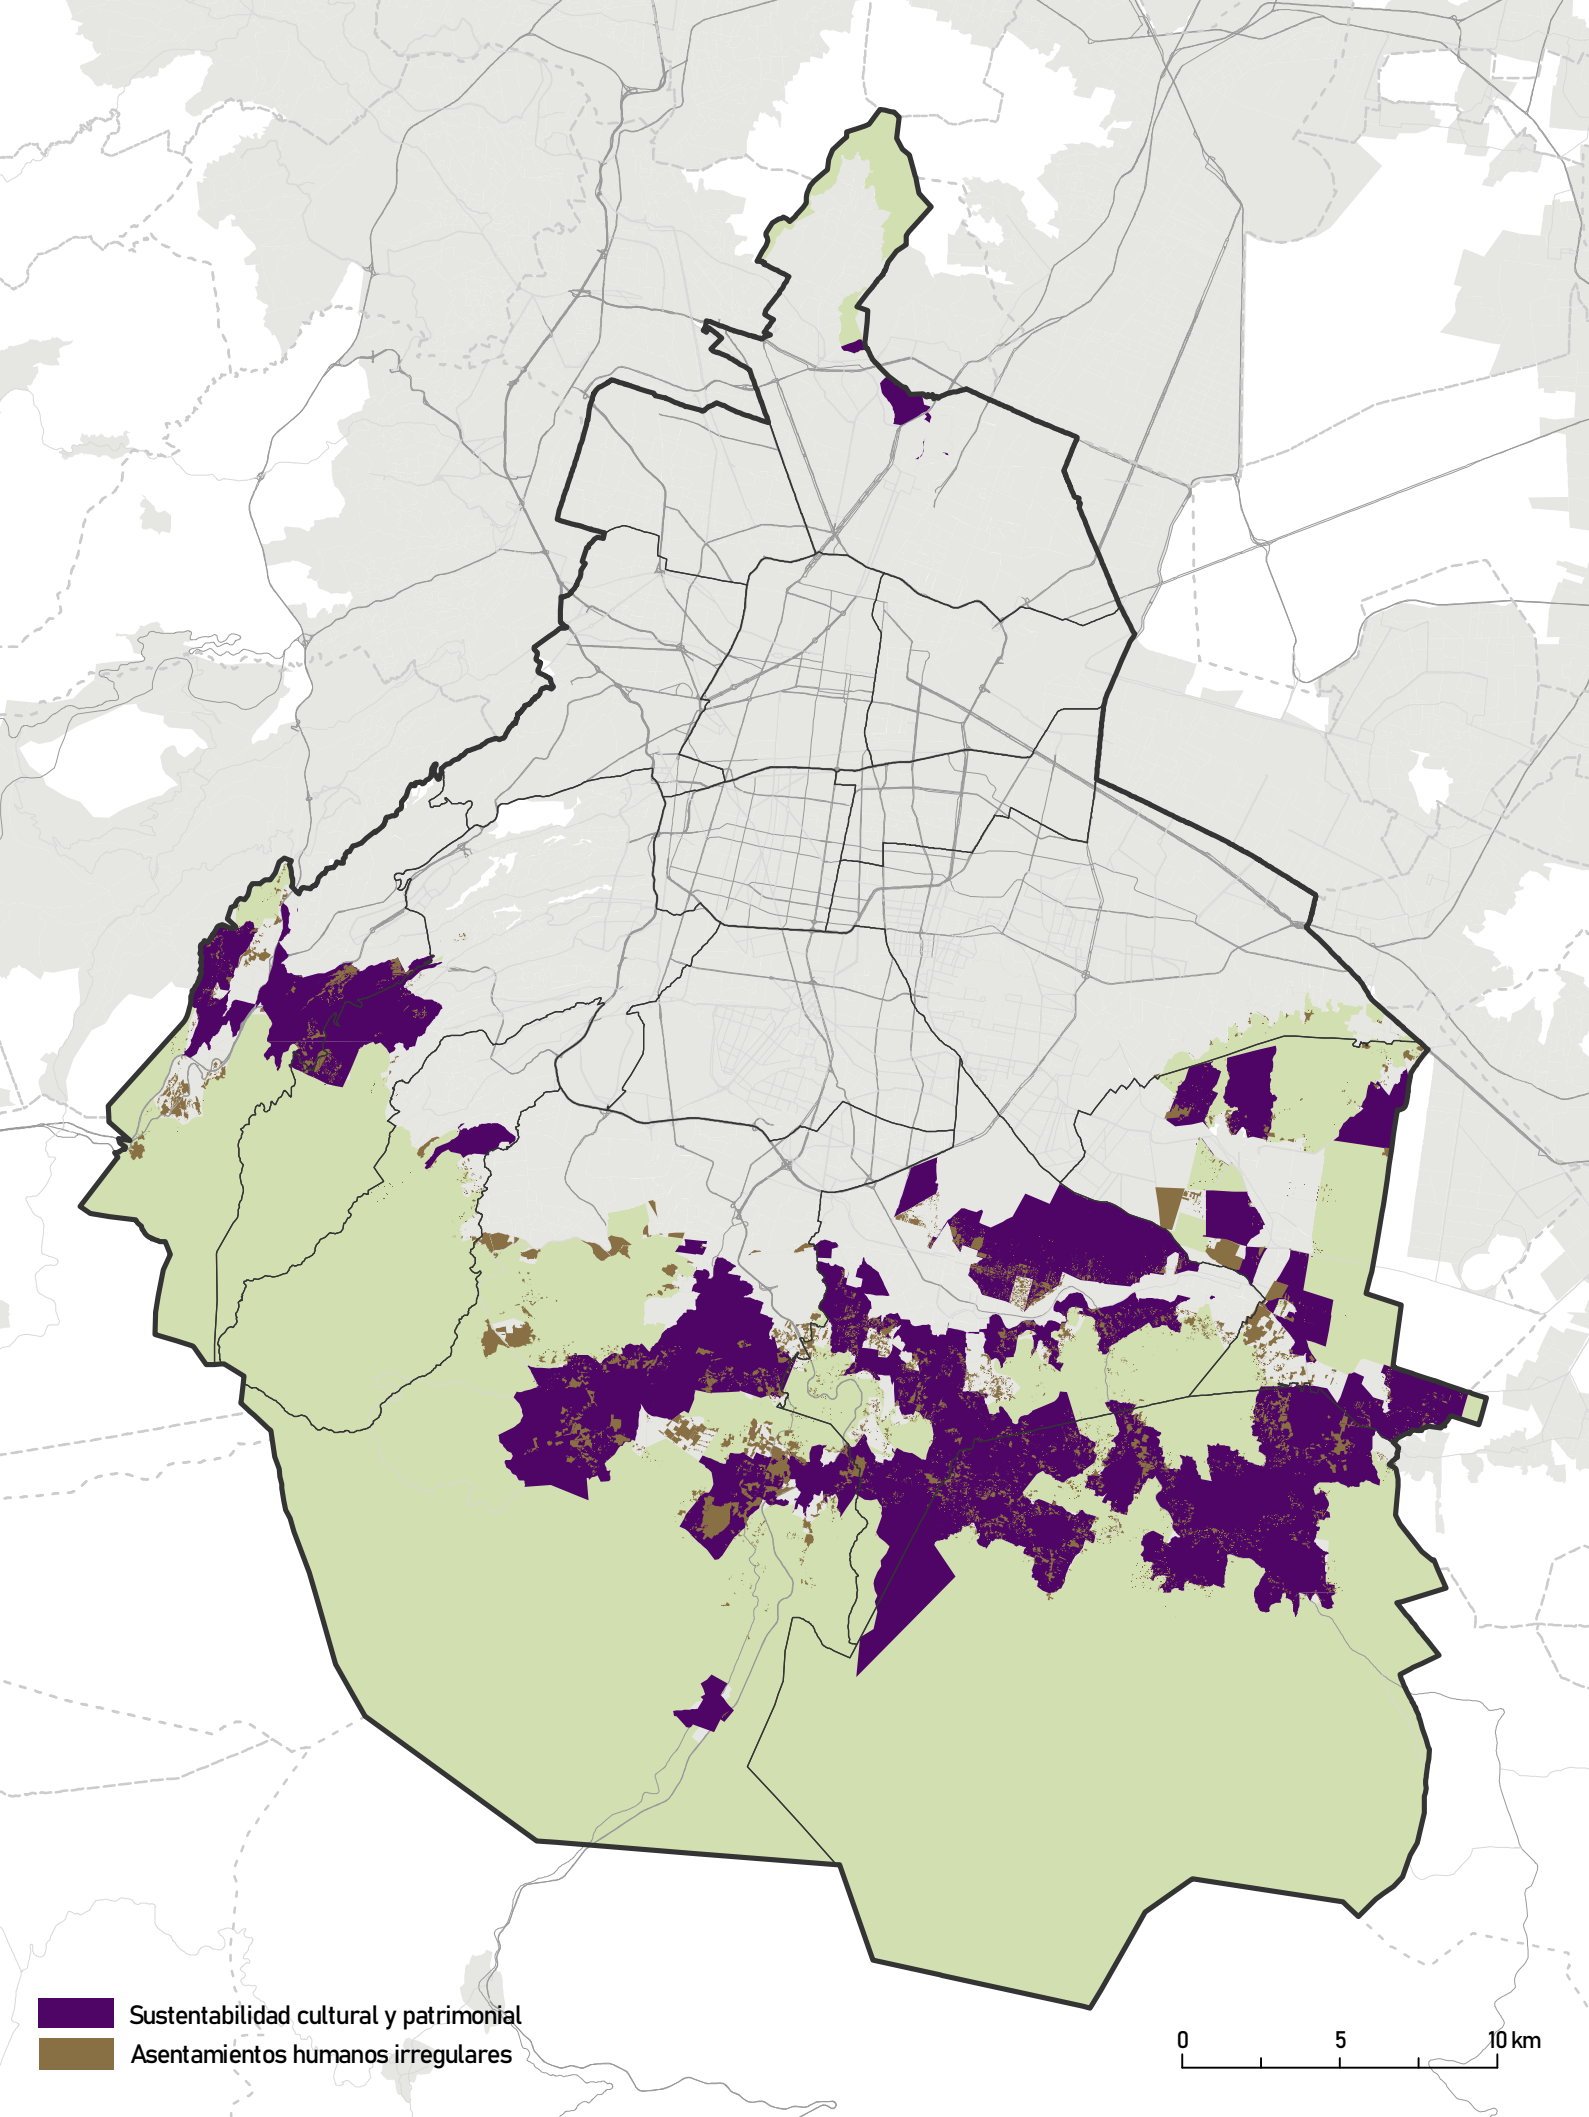 Sustentabilidad cultural y patrimonial
Asentamientos humanos irregulares
0 5 10 km